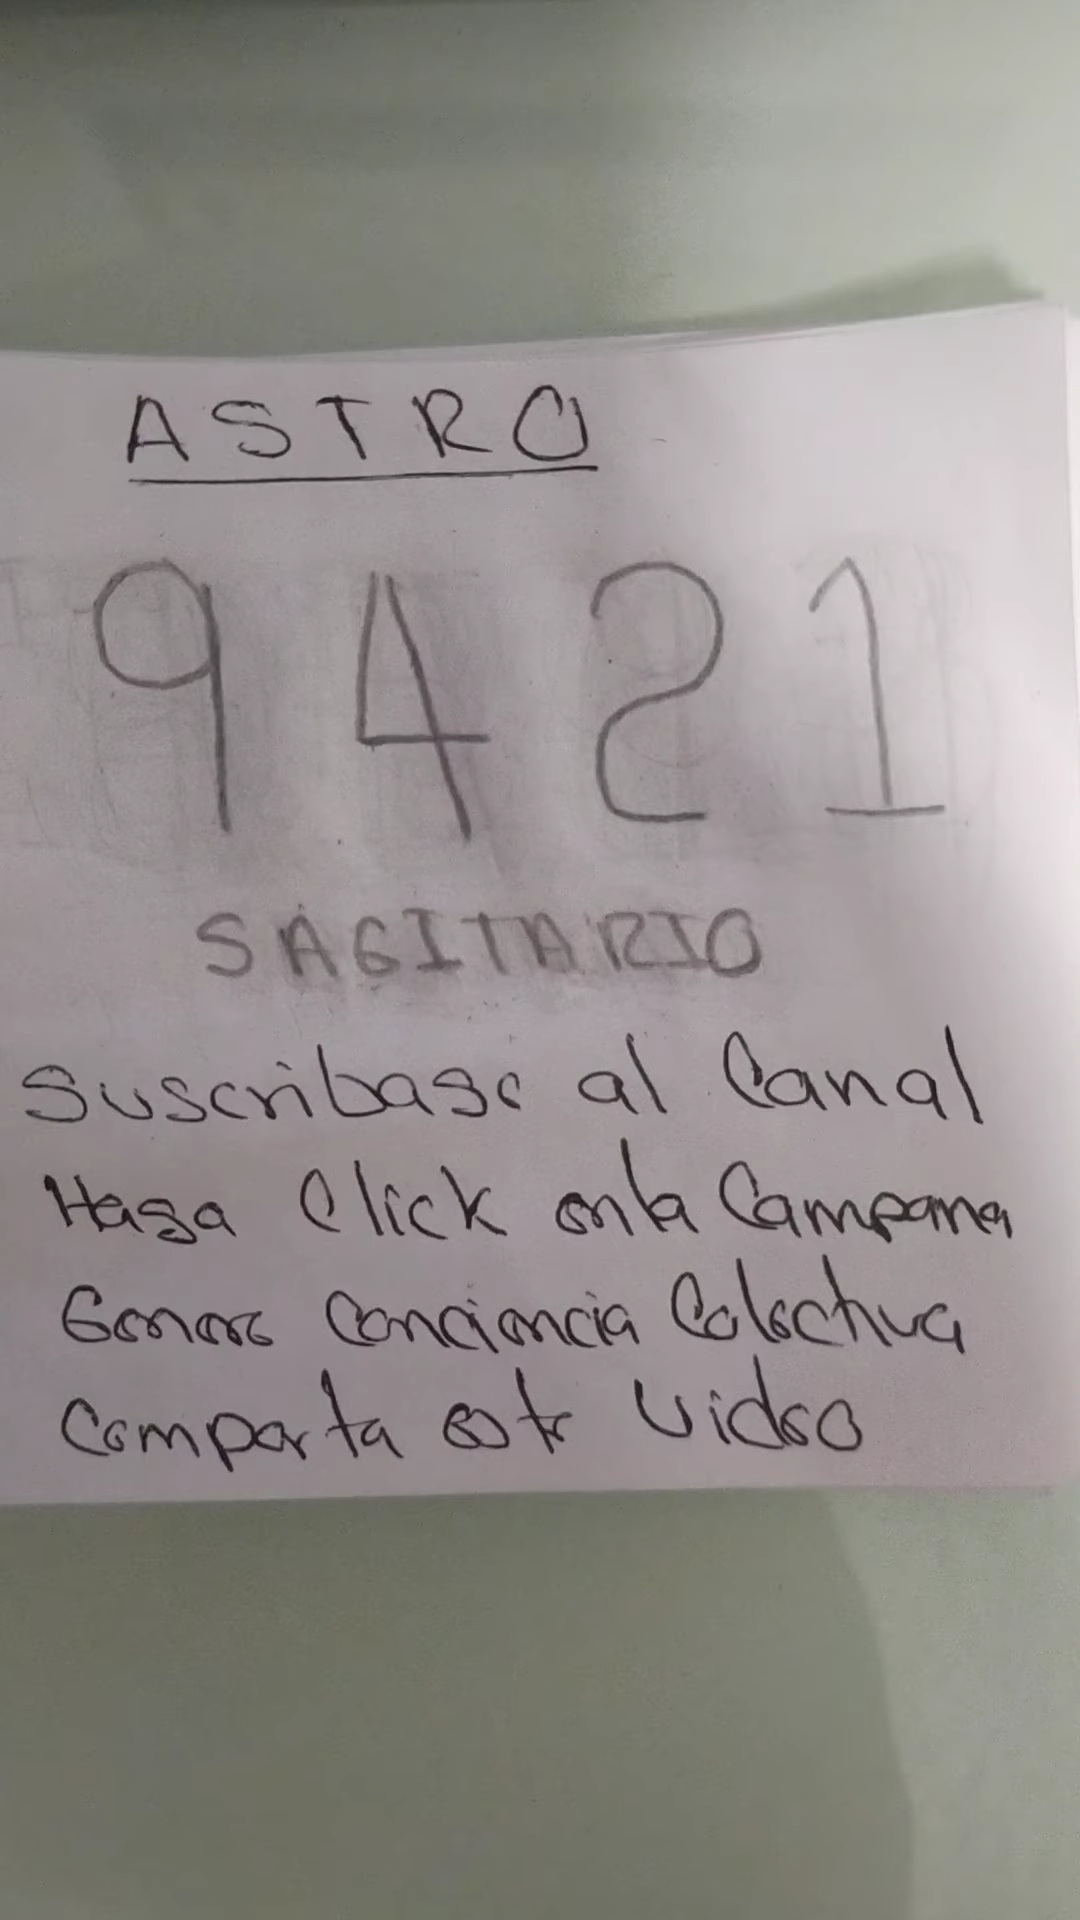 ASTRO
9421
SAGITARIO
Suscribase al Canal
Haga Click en la Campana
Genere Conciencia Colectiva
Comparta este Video